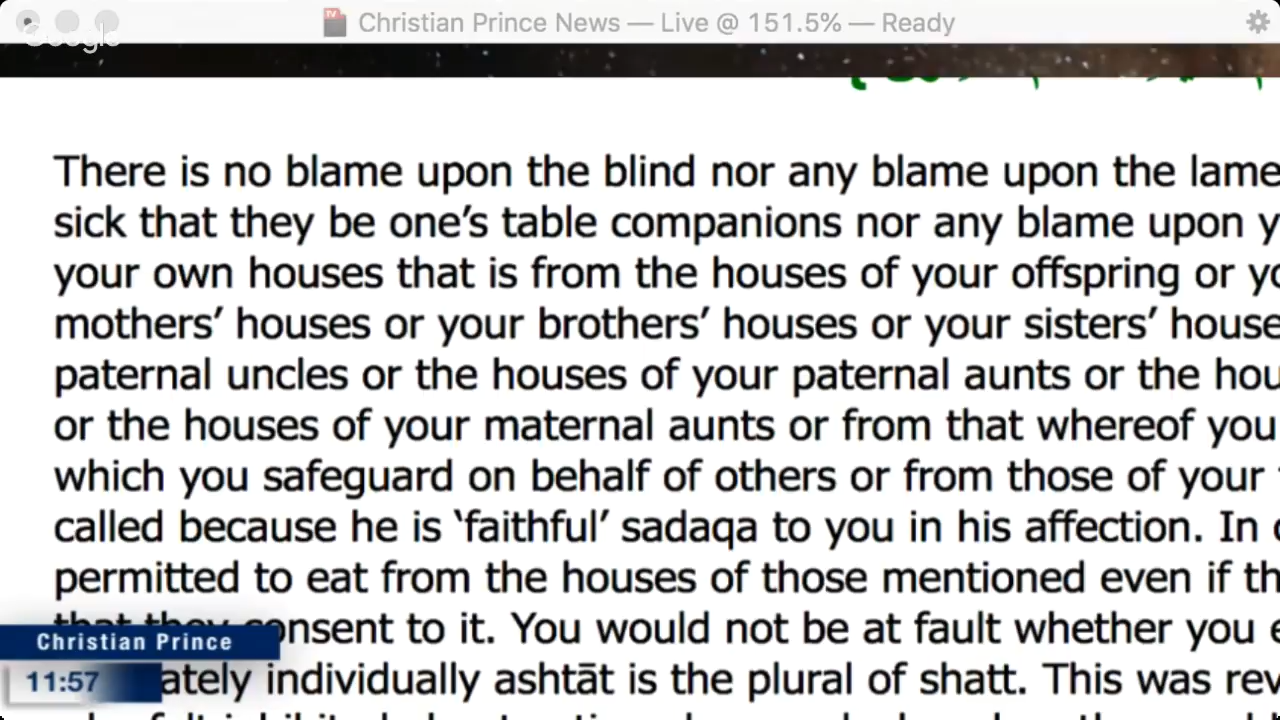 Christian Prince News — Live @ 151.5% — Ready
Google
There is no blame upon the blind nor any blame upon the lame
sick that they be one’s table companions nor any blame upon y
your own houses that is from the houses of your offspring or yo
mothers’ houses or your brothers’ houses or your sisters’ house
paternal uncles or the houses of your paternal aunts or the hou
or the houses of your maternal aunts or from that whereof you
which you safeguard on behalf of others or from those of your
called because he is ‘faithful’ sadaqa to you in his affection. In
permitted to eat from the houses of those mentioned even if th
that they consent to it. You would not be at fault whether you e
ately individually ashtāt is the plural of shatt. This was rev
Christian Prince
11:57